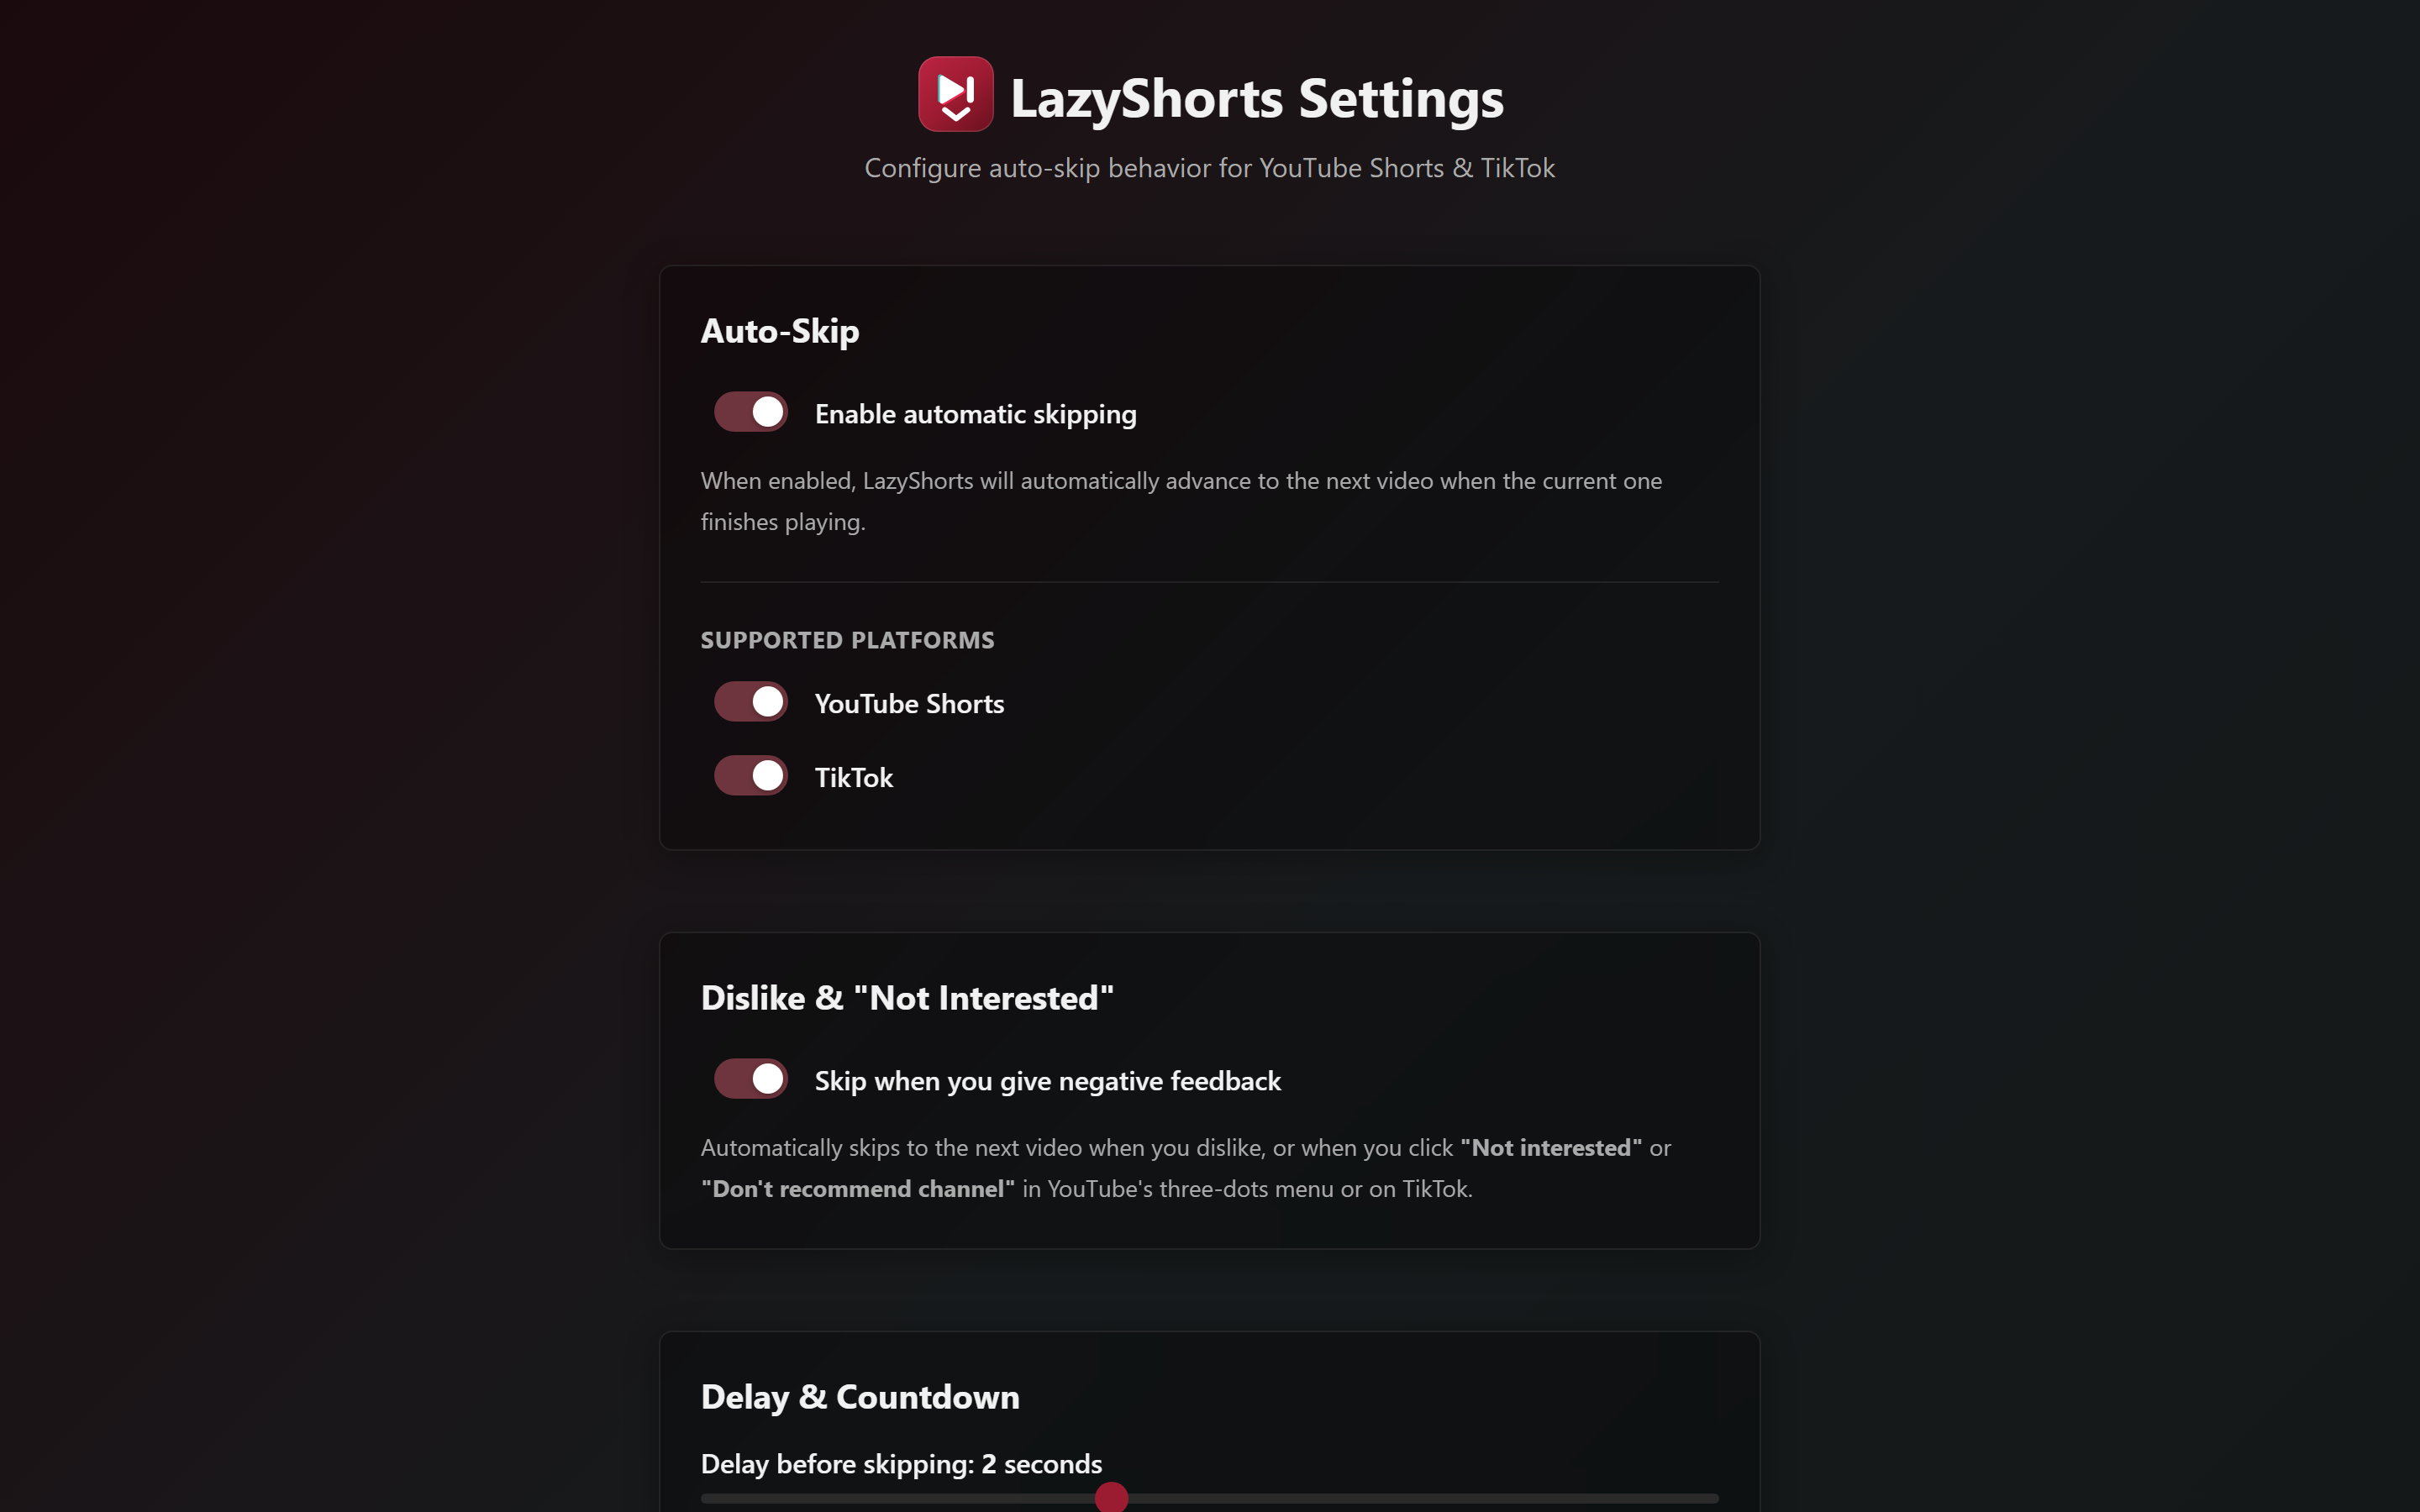 LazyShorts Settings
Configure auto-skip behavior for YouTube Shorts & TikTok
Auto-Skip
Enable automatic skipping
When enabled, LazyShorts will automatically advance to the next video when the current one
finishes playing.
SUPPORTED PLATFORMS
YouTube Shorts
TikTok
Dislike & "Not Interested"
Skip when you give negative feedback
Automatically skips to the next video when you dislike, or when you click "Not interested" or
"Don't recommend channel" in YouTube's three-dots menu or on TikTok.
Delay & Countdown
Delay before skipping: 2 seconds